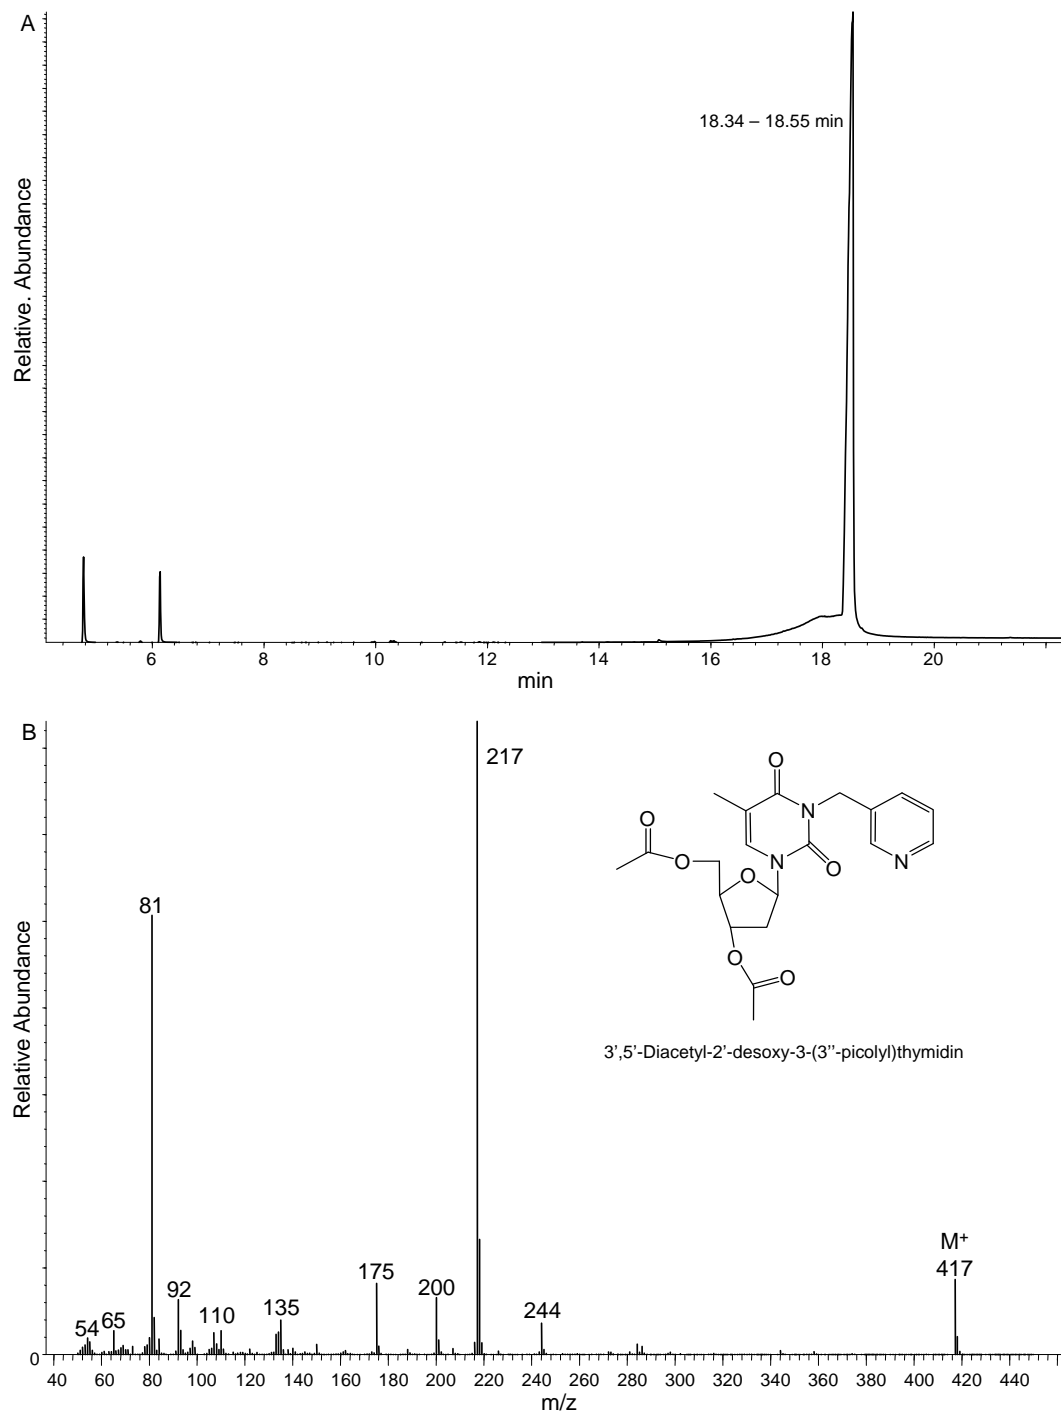 A
18.34 – 18.55 min
Relative. Abundance
6 8 10 12 14 16 18 20
min
B
217
O
N
N
O
N
O
O
O
O
O
81
3',5'-Diacetyl-2'-desoxy-3-(3''-picolyl)thymidin
Relative Abundance
M+
417
175
200
92
135
244
110
65
54
0
40 60 80 100 120 140 160 180 200 220 240 260 280 300 320 340 360 380 400 420 440
m/z